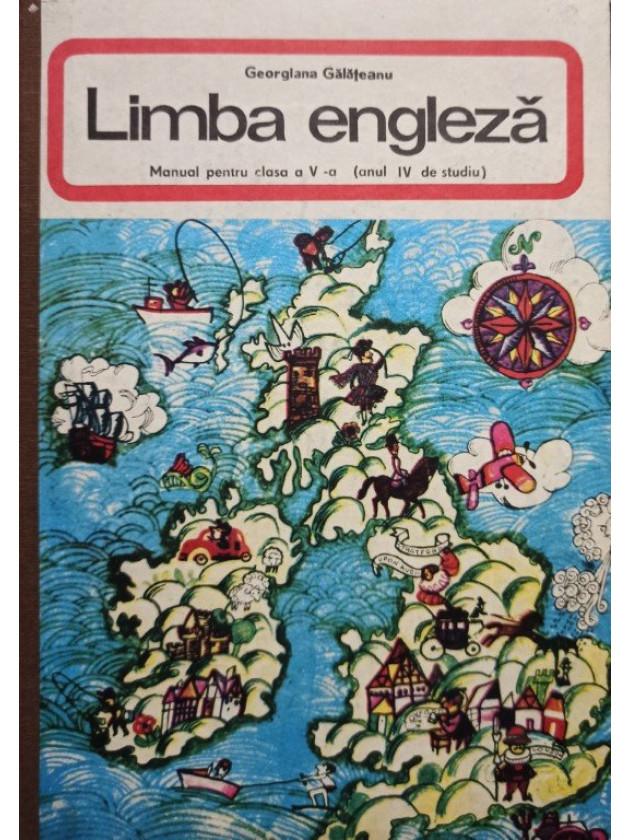 Georgiana Gălățeanu
Limba engleză
Manual pentru clasa a V-a (anul IV de studiu)
N